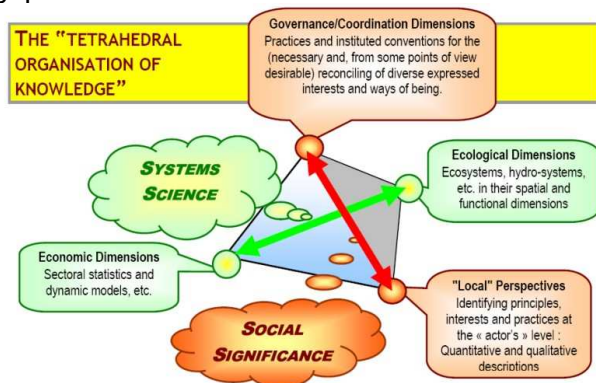 THE "TETRAHEDRAL
ORGANISATION OF
KNOWLEDGE"
Governance/Coordination Dimensions
Practices and instituted conventions for the
(necessary and, from some points of view
desirable) reconciling of diverse expressed
interests and ways of being.
SYSTEMS
SCIENCE
Ecological Dimensions
Ecosystems, hydro-systems,
etc. in their spatial and
functional dimensions
Economic Dimensions
Sectoral statistics and
dynamic models, etc.
SOCIAL
SIGNIFICANCE
"Local" Perspectives
Identifying principles,
interests and practices at
the « actor's » level :
Quantitative and qualitative
descriptions